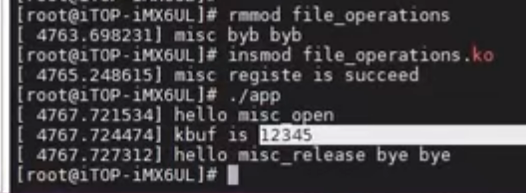 [root@iTOP-iMX6UL]# rmmod file_operations
[ 4763.698231] misc byb byb
[root@iTOP-iMX6UL]# insmod file_operations.ko
[ 4765.248615] misc registe is succeed
[root@iTOP-iMX6UL]# ./app
[ 4767.721534] hello misc_open
[ 4767.724474] kbuf is 12345
[ 4767.727312] hello misc_release bye bye
[root@iTOP-iMX6UL]#